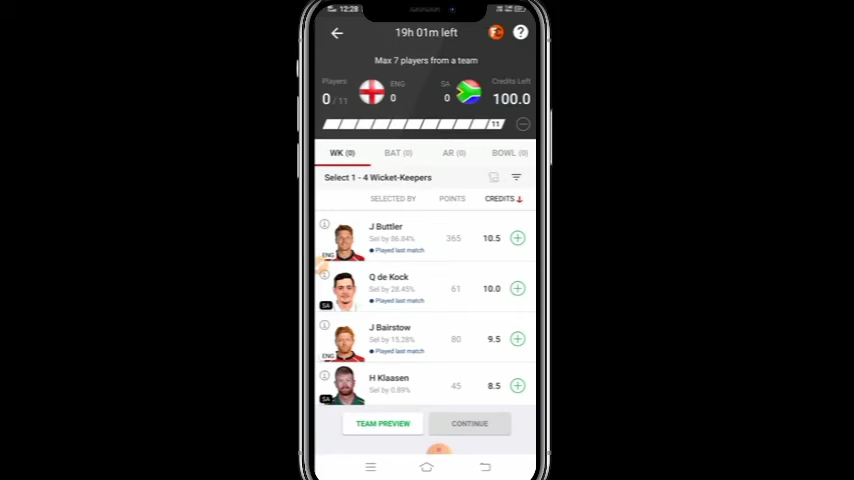 12:28
19h 01m left
Max 7 players from a team
Players
0 / 11
ENG
0
SA
0
Credits Left
100.0
11
WK (0) BAT (0) AR (0) BOWL (0)
Select 1 - 4 Wicket-Keepers
SELECTED BY POINTS CREDITS
J Buttler
Sel by 86.84%
Played last match
365 10.5
ENG
Q de Kock
Sel by 28.45%
Played last match
61 10.0
SA
J Bairstow
Sel by 15.28%
Played last match
80 9.5
ENG
H Klaasen
Sel by 0.89%
45 8.5
SA
TEAM PREVIEW CONTINUE